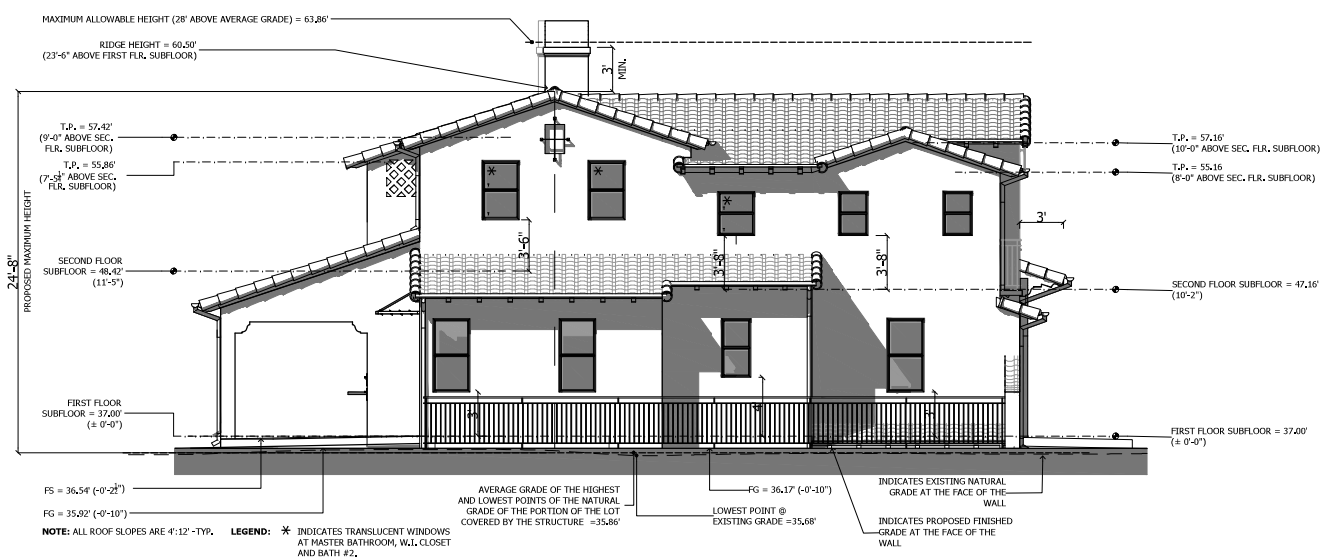 MAXIMUM ALLOWABLE HEIGHT (28' ABOVE AVERAGE GRADE) = 63.86'
RIDGE HEIGHT = 60.50'
(23'-6" ABOVE FIRST FLR. SUBFLOOR)
3'
MIN.
T.P. = 57.42'
(9'-0" ABOVE SEC.
FLR. SUBFLOOR)
T.P. = 55.86'
ABOVE SEC.
FLR. SUBFLOOR)
T.P. = 57.16'
(10'-0" ABOVE SEC. FLR. SUBFLOOR)
T.P. = 55.16
(8'-0" ABOVE SEC. FLR. SUBFLOOR)
24'-8"
PROPOSED MAXIMUM HEIGHT
*
*
*
3'
3'-6"
3'-8"
3'-8"
SECOND FLOOR
SUBFLOOR = 48.42'
(11'-5")
SECOND FLOOR SUBFLOOR = 47.16'
(10'-2")
FIRST FLOOR
SUBFLOOR = 37.00'
(± 0'-0")
3'
FIRST FLOOR SUBFLOOR = 37.00'
(± 0'-0")
FS = 36.54'
FG = 35.92' (-0'-10")
AVERAGE GRADE OF THE HIGHEST
AND LOWEST POINTS OF THE NATURAL
GRADE OF THE PORTION OF THE LOT
COVERED BY THE STRUCTURE =35.86'
FG = 36.17' (-0'-10")
LOWEST POINT @
EXISTING GRADE =35.68'
INDICATES EXISTING NATURAL
GRADE AT THE FACE OF THE
WALL
INDICATES PROPOSED FINISHED
GRADE AT THE FACE OF THE
WALL
NOTE: ALL ROOF SLOPES ARE 4':12' -TYP.
LEGEND: * INDICATES TRANSLUCENT WINDOWS
AT MASTER BATHROOM, W.I. CLOSET
AND BATH #2.